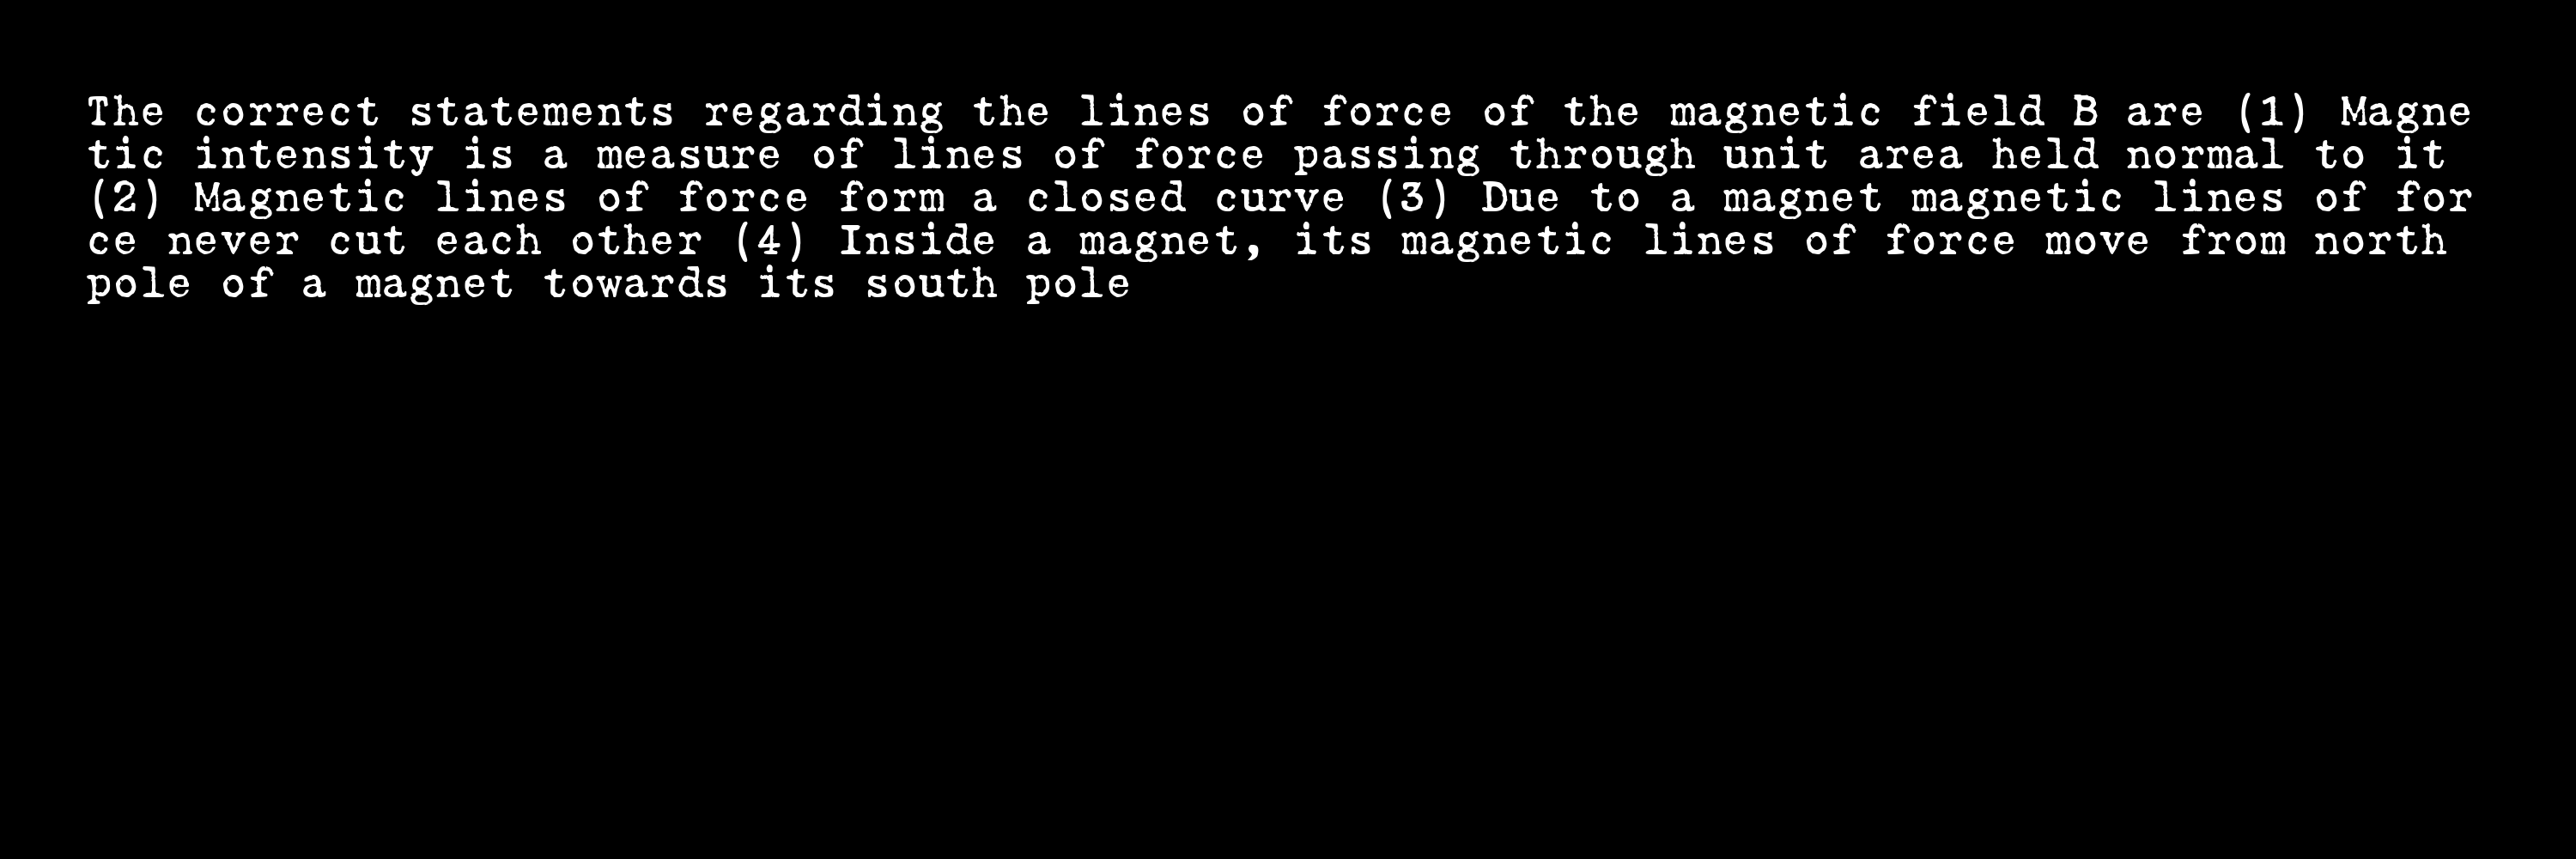 The correct statements regarding the lines of force of the magnetic field B are (1) Magne
tic intensity is a measure of lines of force passing through unit area held normal to it
(2) Magnetic lines of force form a closed curve (3) Due to a magnet magnetic lines of for
ce never cut each other (4) Inside a magnet, its magnetic lines of force move from north
pole of a magnet towards its south pole